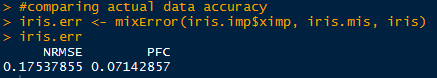 > #comparing actual data accuracy
> iris.err <- mixError(iris.imp$ximp, iris.mis, iris)
> iris.err
NRMSE PFC
0.17537855 0.07142857